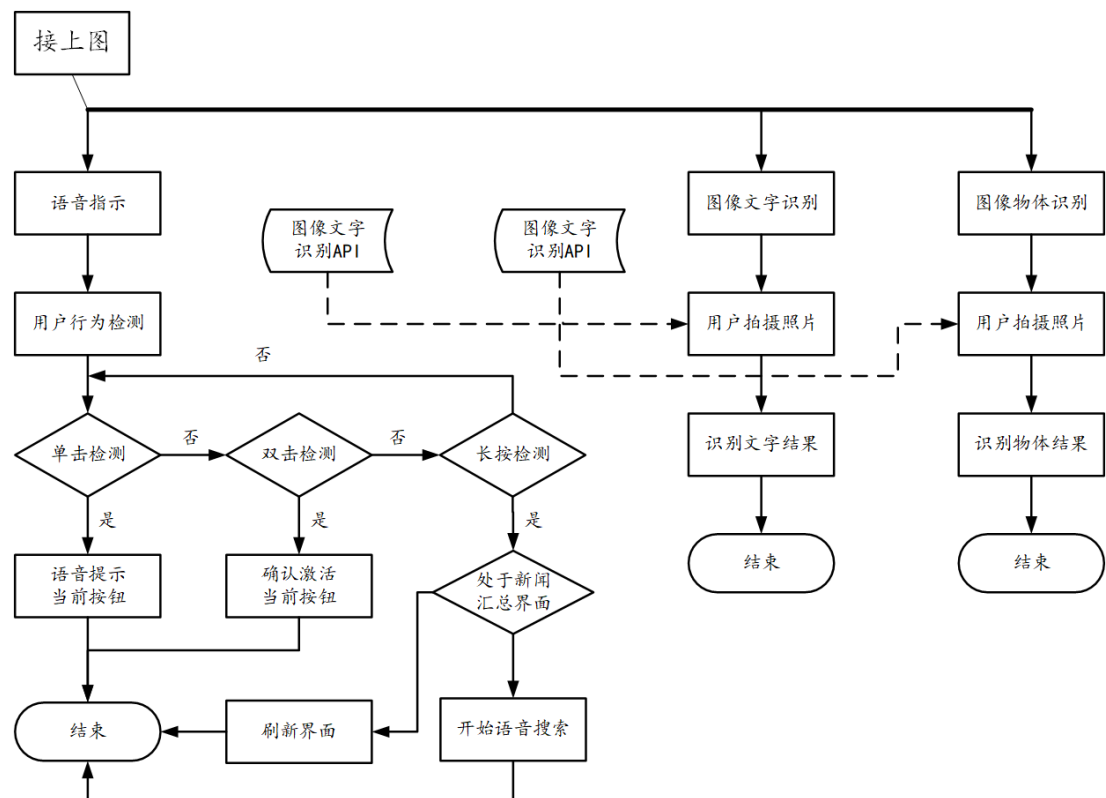 接上图
语音指示
图像文字
识别API
图像文字
识别API
图像文字识别
图像物体识别
用户行为检测
用户拍摄照片
用户拍摄照片
否
单击检测
否
双击检测
否
长按检测
识别文字结果
识别物体结果
是
是
是
语音提示
当前按钮
确认激活
当前按钮
处于新闻
汇总界面
结束
结束
结束
刷新界面
开始语音搜索